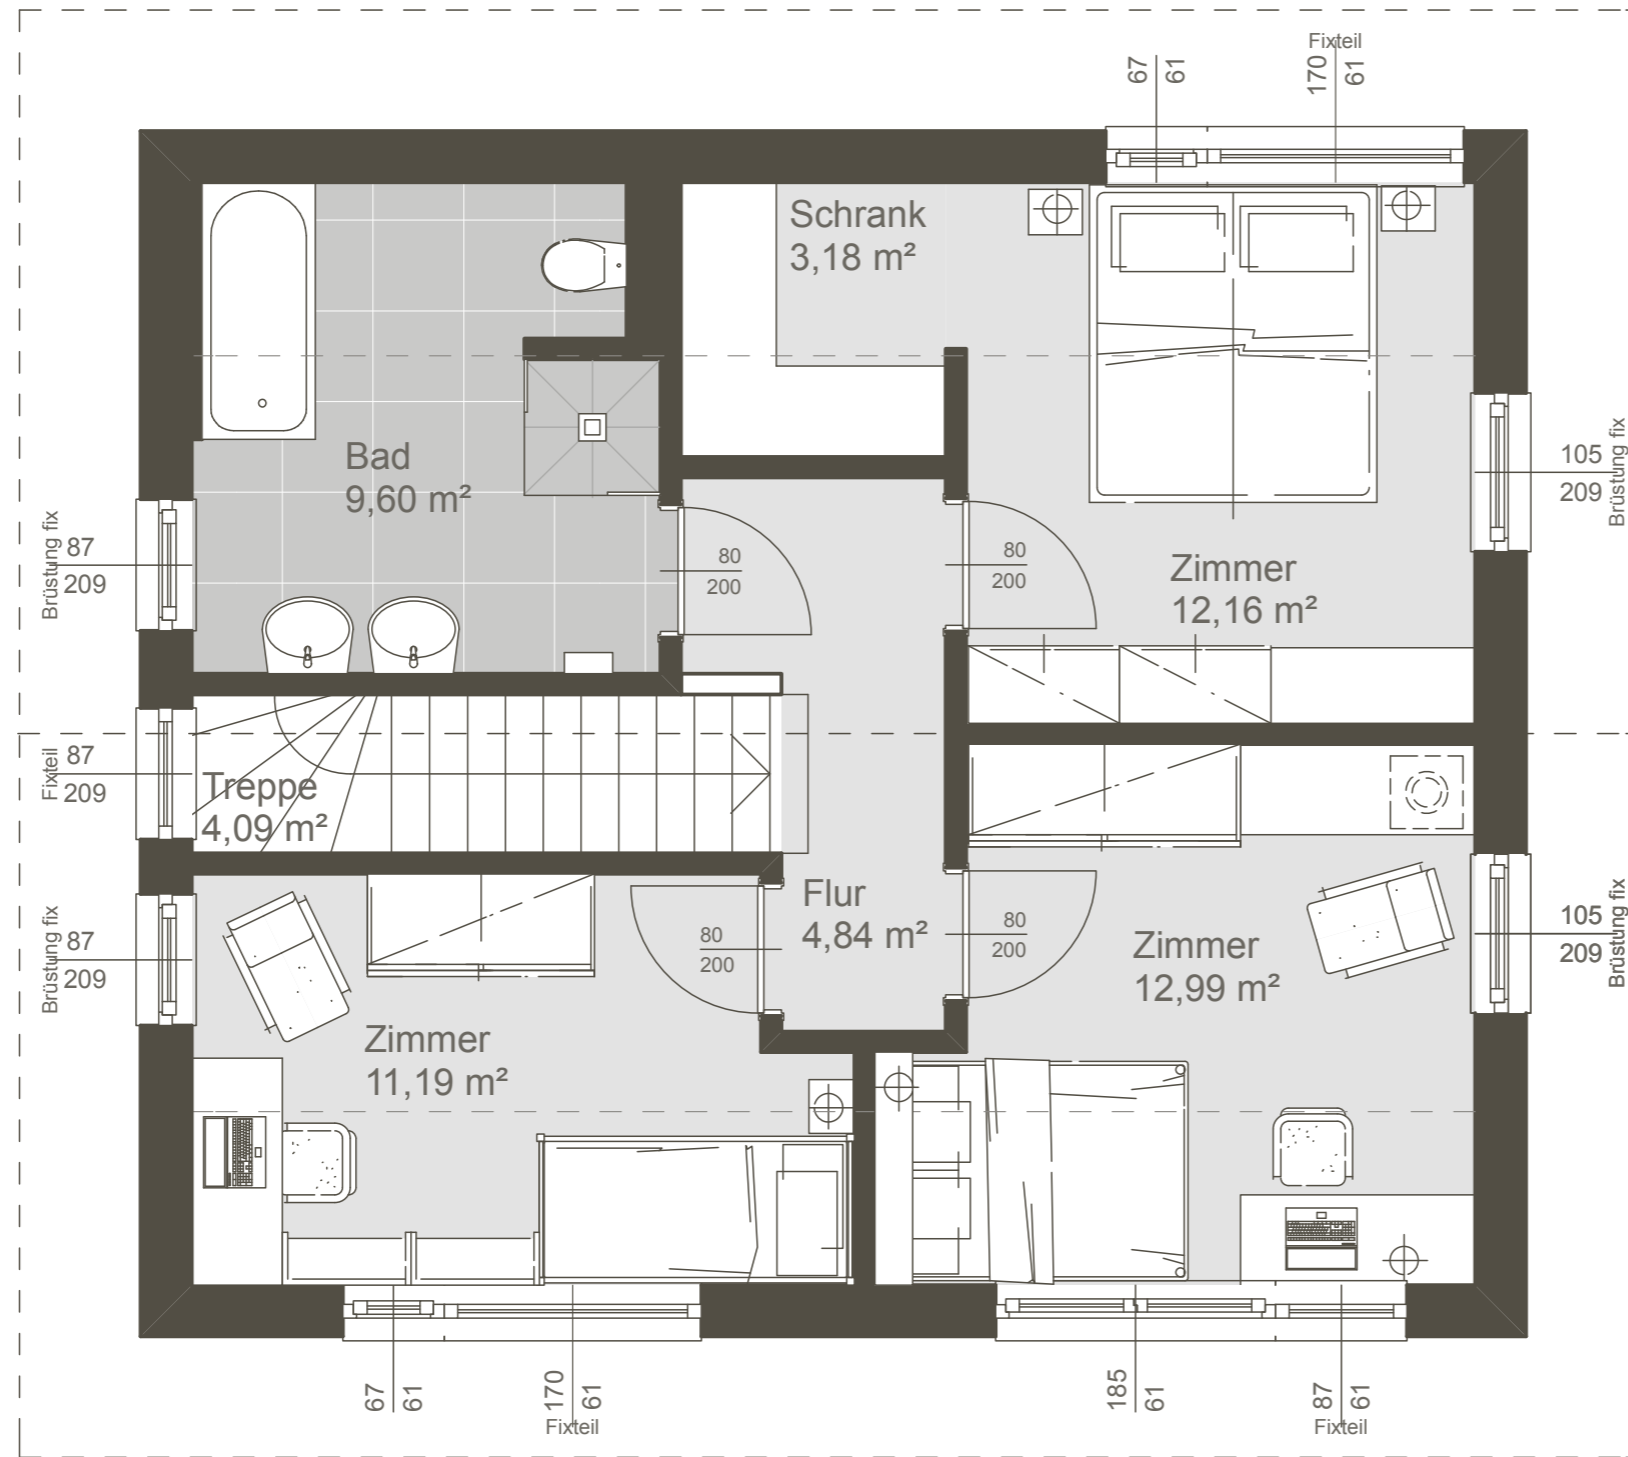 Fixteil
67
61
170
61
Schrank
3,18 m²
Bad
9,60 m²
105
209
Brüstung fix
Brüstung fix
87
209
80
200
80
200
Zimmer
12,16 m²
Fixteil
87
209
Treppe
4,09 m²
Flur
4,84 m²
Brüstung fix
87
209
80
200
80
200
Zimmer
12,99 m²
105
209
Brüstung fix
Zimmer
11,19 m²
67
61
170
61
Fixteil
185
61
87
61
Fixteil